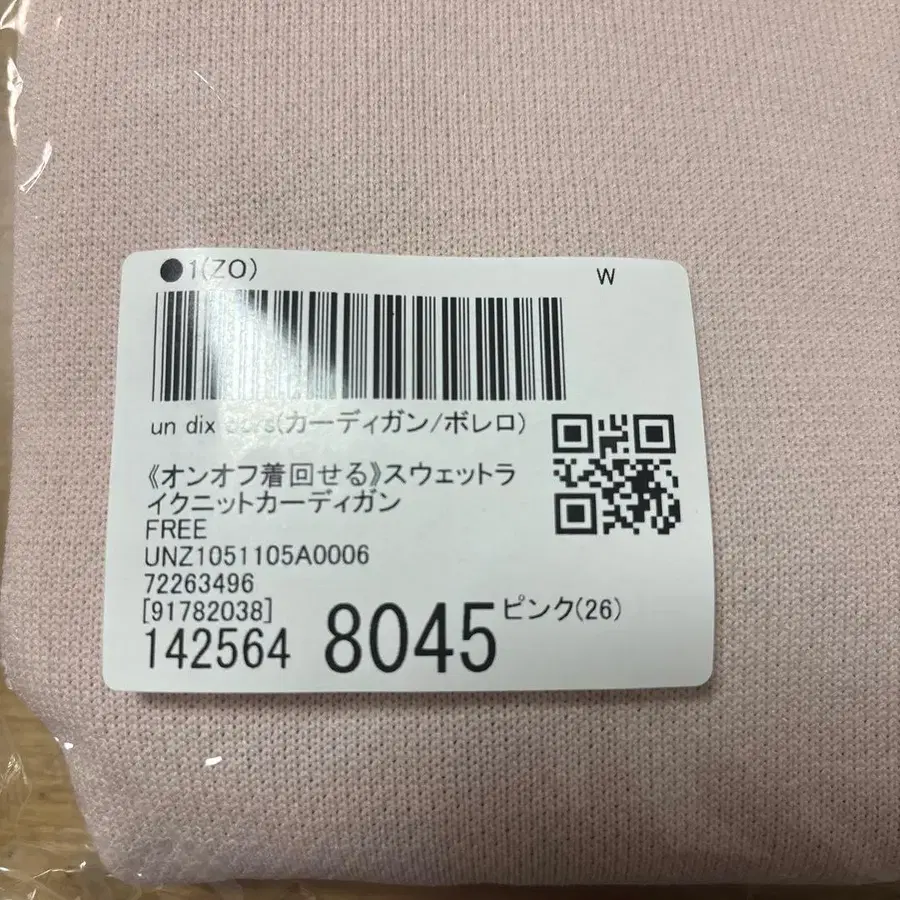 ●1(ZO)
W
un dix cors(カーディガン/ボレロ)
《オンオフ着回せる》スウェットラ
イクニットカーディガン
FREE
UNZ1051105A0006
72263496
[91782038]
142564 8045 ピンク(26)